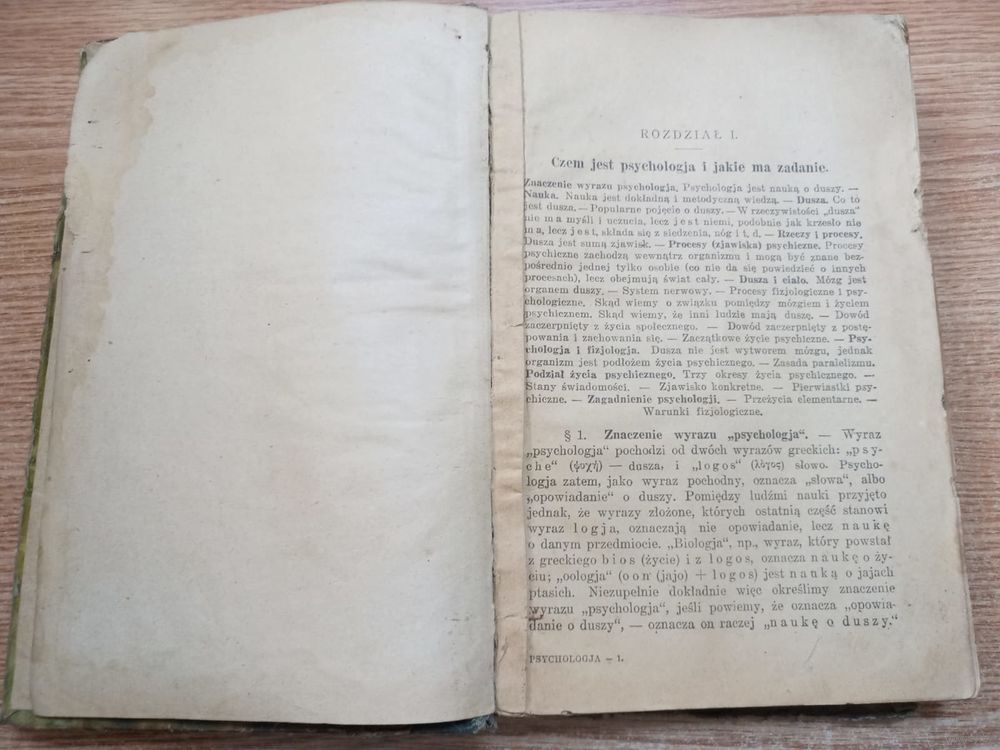 ROZDZIAŁ I.
Czem jest psychologja i jakie ma zadanie.
Znaczenie wyrazu psychologja. Psychologja jest nauką o duszy. —
Nauka. Nauka jest dokładną i metodyczną wiedzą. — Dusza. Co to
jest dusza. — Popularne pojęcie o duszy. — W rzeczywistości „dusza"
nie ma myśli i uczucia, lecz jest niemi, podobnie jak krzesło nie
ma, lecz jest, składa się z siedzenia, nóg i t. d. — Rzeczy i procesy.
Dusza jest sumą zjawisk. — Procesy (zjawiska) psychiczne. Procesy
psychiczne zachodzą wewnątrz organizmu i mogą być znane bez-
pośrednio jednej tylko osobie (co nie da się powiedzieć o innych
procesach), lecz obejmują świat cały. — Dusza i ciało. Mózg jest
organem duszy. — System nerwowy. — Procesy fizjologiczne i psy-
chologiczne. Skąd wiemy o związku pomiędzy mózgiem i życiem
psychicznem. Skąd wiemy, że inni ludzie mają duszę. — Dowód
zaczerpnięty z życia społecznego. — Dowód zaczerpnięty z postę-
powania i zachowania się. — Zaczątkowe życie psychiczne. — Psy-
chologja i fizjologja. Dusza nie jest wytworem mózgu, jednak
organizm jest podłożem życia psychicznego. — Zasada paralelizmu.
Podział życia psychicznego. Trzy okresy życia psychicznego. —
Stany świadomości. — Zjawisko konkretne. — Pierwiastki psy-
chiczne. — Zagadnienie psychologji. — Przeżycia elementarne. —
Warunki fizjologiczne.
§ 1. Znaczenie wyrazu „psychologja". — Wyraz
„psychologja" pochodzi od dwóch wyrazów greckich: „psy-
che" (ψυχή) — dusza, i „logos" (λόγος) słowo. Psycho-
logja zatem, jako wyraz pochodny, oznacza „słowa", albo
„opowiadanie" o duszy. Pomiędzy ludźmi nauki przyjęto
jednak, że wyrazy złożone, których ostatnią część stanowi
wyraz logja, oznaczają nie opowiadanie, lecz naukę
o danym przedmiocie. „Biologja", np., wyraz, który powstał
z greckiego bios (życie) i z logos, oznacza naukę o ży-
ciu; „oologja" (oon (jajo) + logos) jest nauką o jajach
ptasich. Niezupełnie dokładnie więc określimy znaczenie
wyrazu „psychologja", jeśli powiemy, że oznacza „opowia-
danie o duszy", — oznacza on raczej „naukę o duszy."
PSYCHOLOGJA — 1.